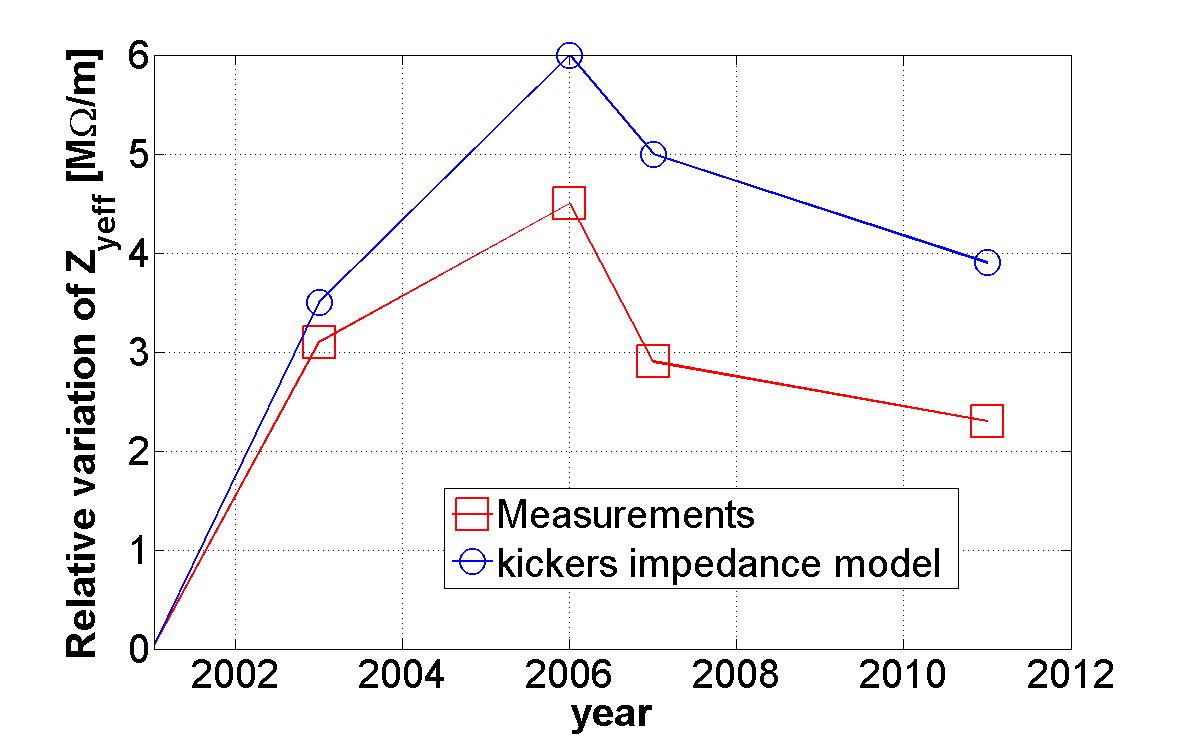 Relative variation of Zyeff [MΩ/m]
6
5
4
3
2
1
0
Measurements
kickers impedance model
2002 2004 2006 2008 2010 2012
year